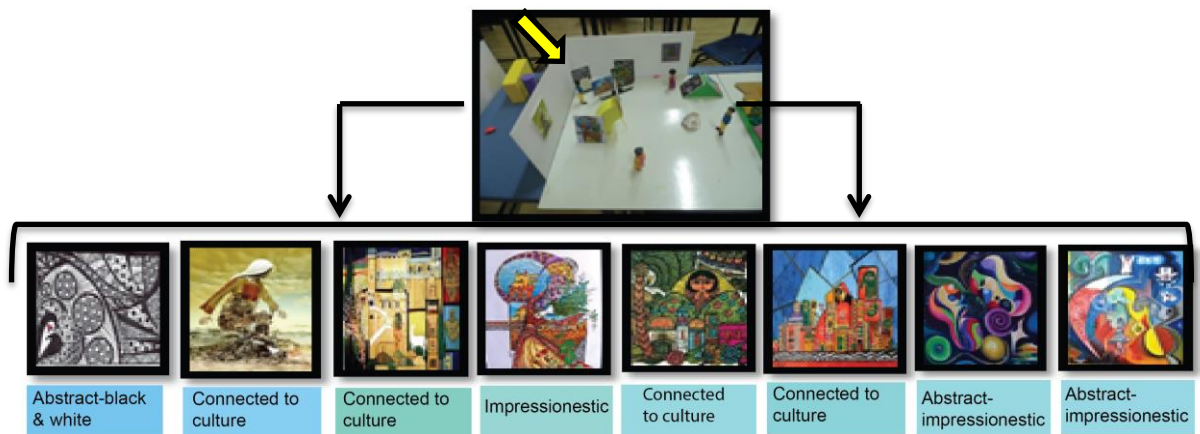 Abstract-black
& white
Connected to
culture
Connected to
culture
Impressionestic
Connected
to culture
Connected to
culture
Abstract-
impressionestic
Abstract-
impressionestic